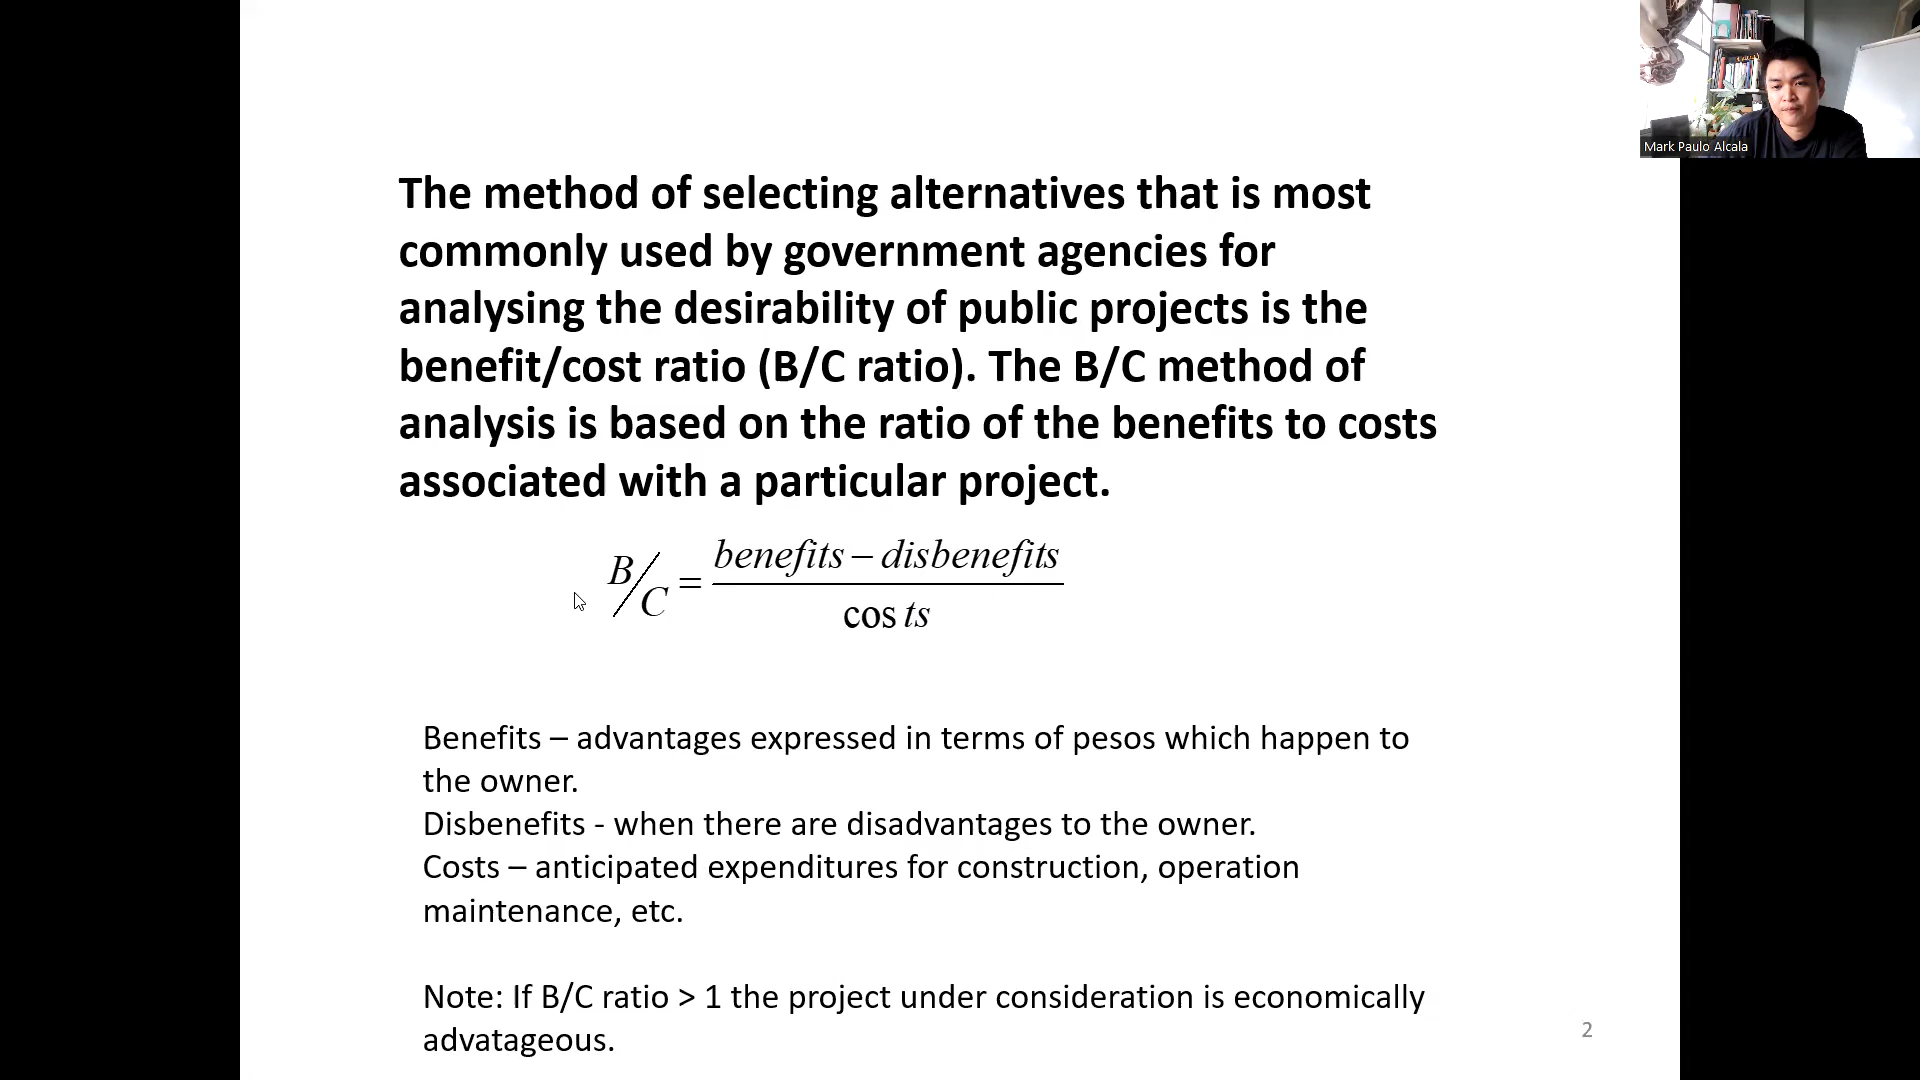 Mark Paulo Alcala
The method of selecting alternatives that is most
commonly used by government agencies for
analysing the desirability of public projects is the
benefit/cost ratio (B/C ratio). The B/C method of
analysis is based on the ratio of the benefits to costs
associated with a particular project.
B/C = benefits – disbenefits
cos ts
Benefits – advantages expressed in terms of pesos which happen to
the owner.
Disbenefits - when there are disadvantages to the owner.
Costs – anticipated expenditures for construction, operation
maintenance, etc.
Note: If B/C ratio > 1 the project under consideration is economically
advatageous.
2